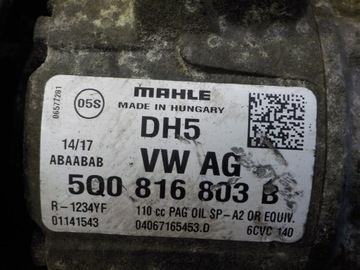 MAHLE
05S
MADE IN HUNGARY
06577281
DH5
14/17
ABAABAB
VW AG
5Q0 816 803 B
R-1234YF
110 cc PAG OIL SP-A2 OR EQUIV.
01141543
04067165453.D
6CVC 140